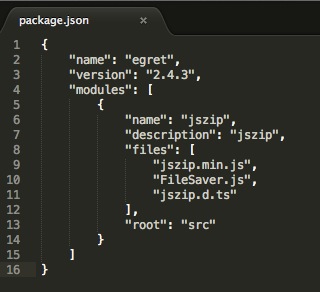 package.json ×
1 {
2     "name": "egret",
3     "version": "2.4.3",
4     "modules": [
5         {
6             "name": "jszip",
7             "description": "jszip",
8             "files": [
9                 "jszip.min.js",
10                 "FileSaver.js",
11                 "jszip.d.ts"
12             ],
13             "root": "src"
14         }
15     ]
16 }